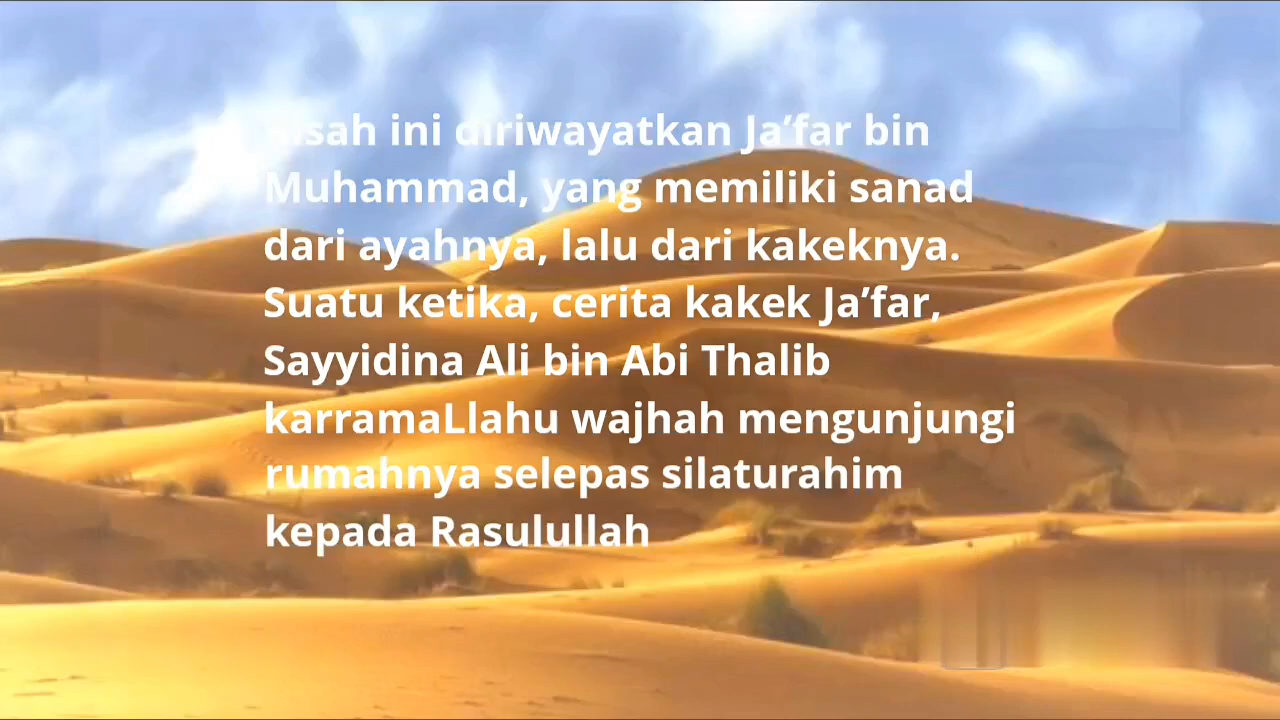 ini diriwayatkan Ja’far bin
Muhammad, yang memiliki sanad
dari ayahnya, lalu dari kakeknya.
Suatu ketika, cerita kakek Ja’far,
Sayyidina Ali bin Abi Thalib
karramaLlahu wajhah mengunjungi
rumahnya selepas silaturahim
kepada Rasulullah